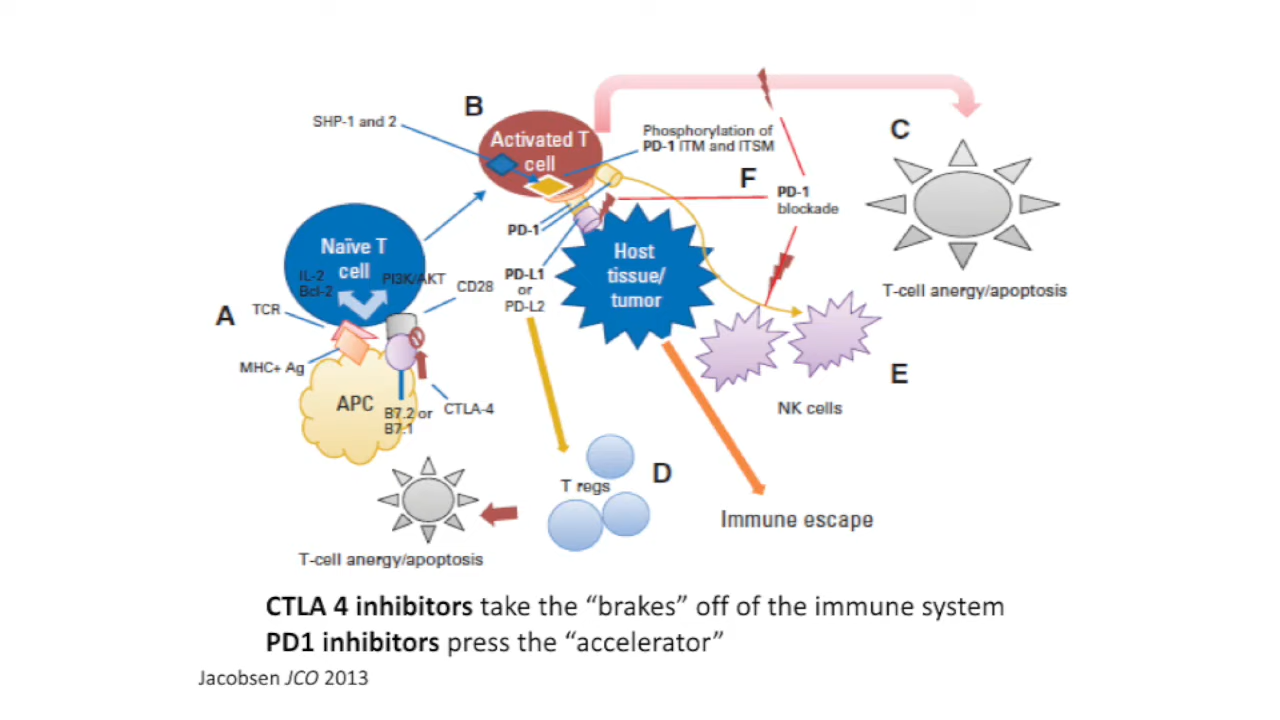 B
SHP-1 and 2
Activated T
cell
Phosphorylation of
PD-1 ITM and ITSM
C
F
PD-1
blockade
Naïve T
cell
IL-2
Bcl-2
PI3K/AKT
CD28
PD-1
PD-L1
or
PD-L2
Host
tissue/
tumor
T-cell anergy/apoptosis
A
TCR
MHC+ Ag
APC
B7.2 or
B7.1
CTLA-4
E
NK cells
T regs
D
Immune escape
T-cell anergy/apoptosis
CTLA 4 inhibitors take the “brakes” off of the immune system
PD1 inhibitors press the “accelerator”
Jacobsen JCO 2013